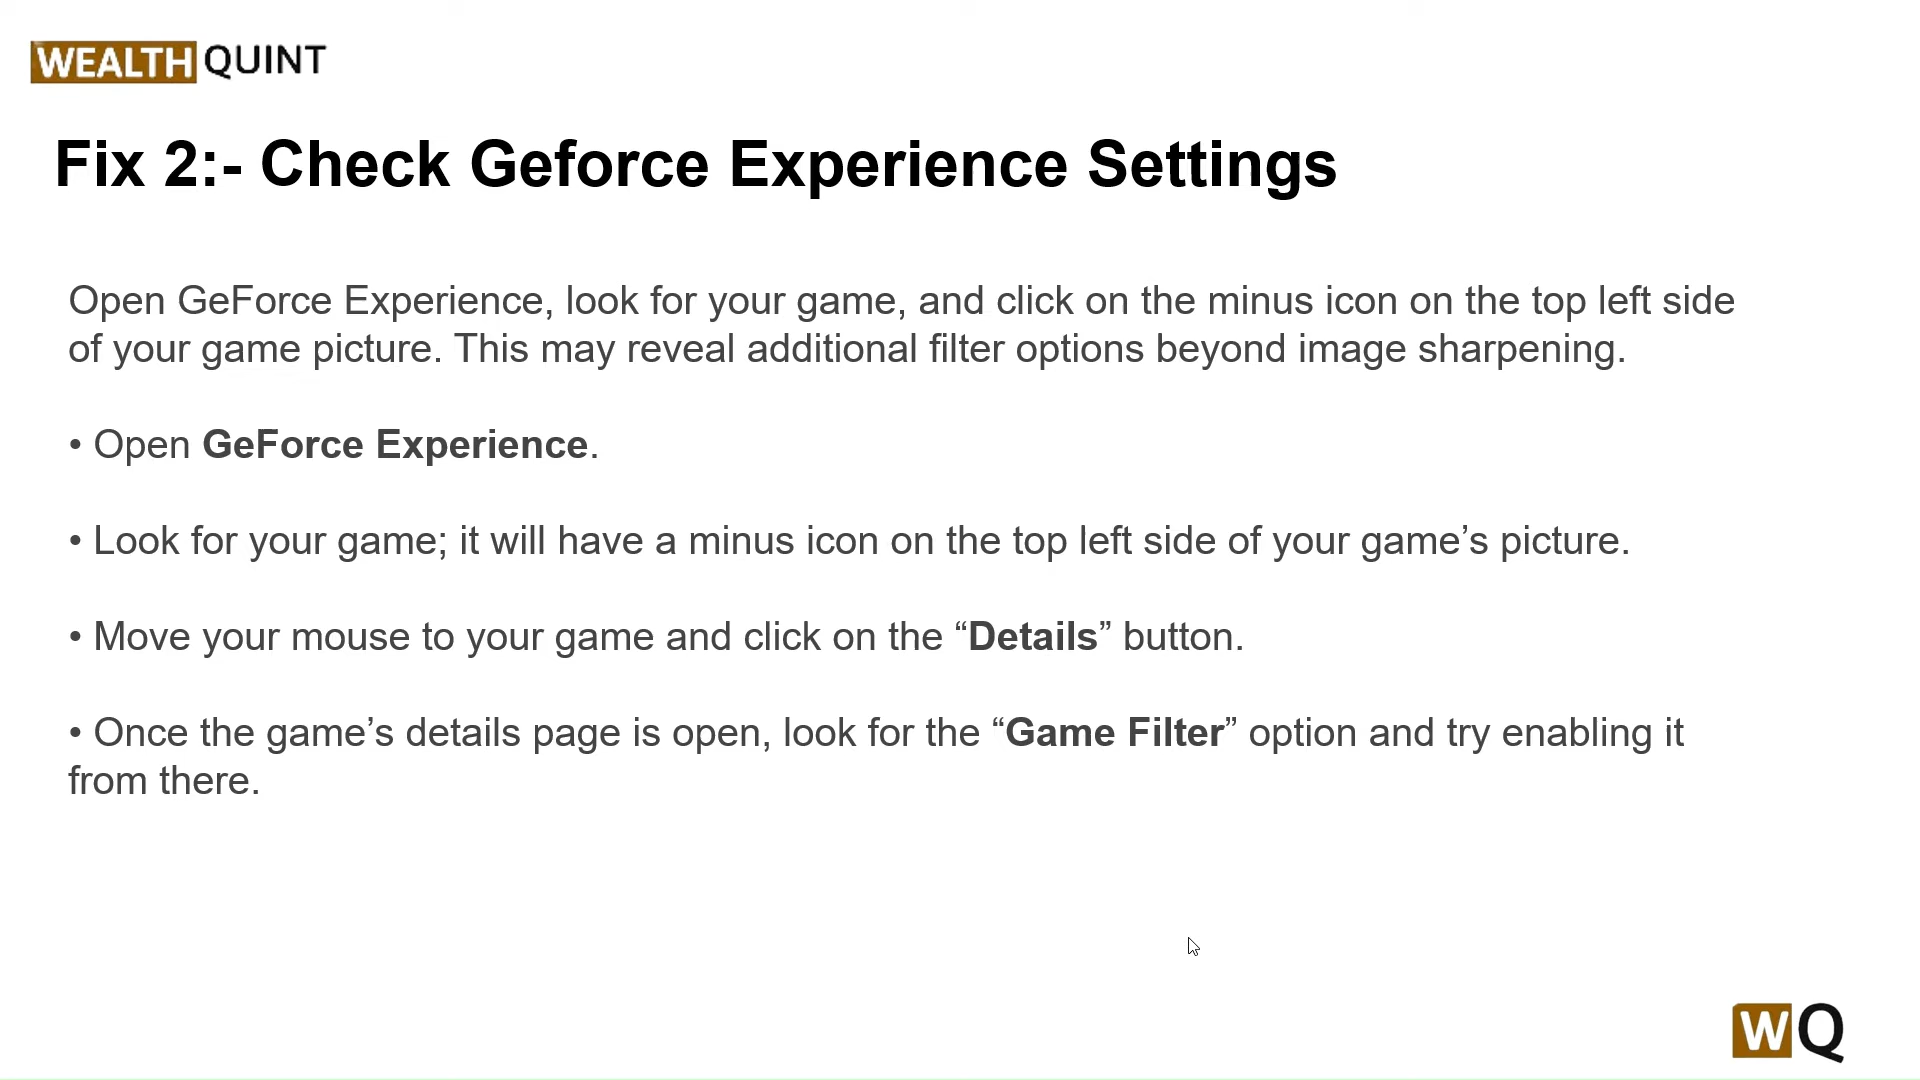 WEALTH QUINT
Fix 2:- Check Geforce Experience Settings
Open GeForce Experience, look for your game, and click on the minus icon on the top left side
of your game picture. This may reveal additional filter options beyond image sharpening.
• Open GeForce Experience.
• Look for your game; it will have a minus icon on the top left side of your game’s picture.
• Move your mouse to your game and click on the “Details” button.
• Once the game’s details page is open, look for the “Game Filter” option and try enabling it
from there.
WQ